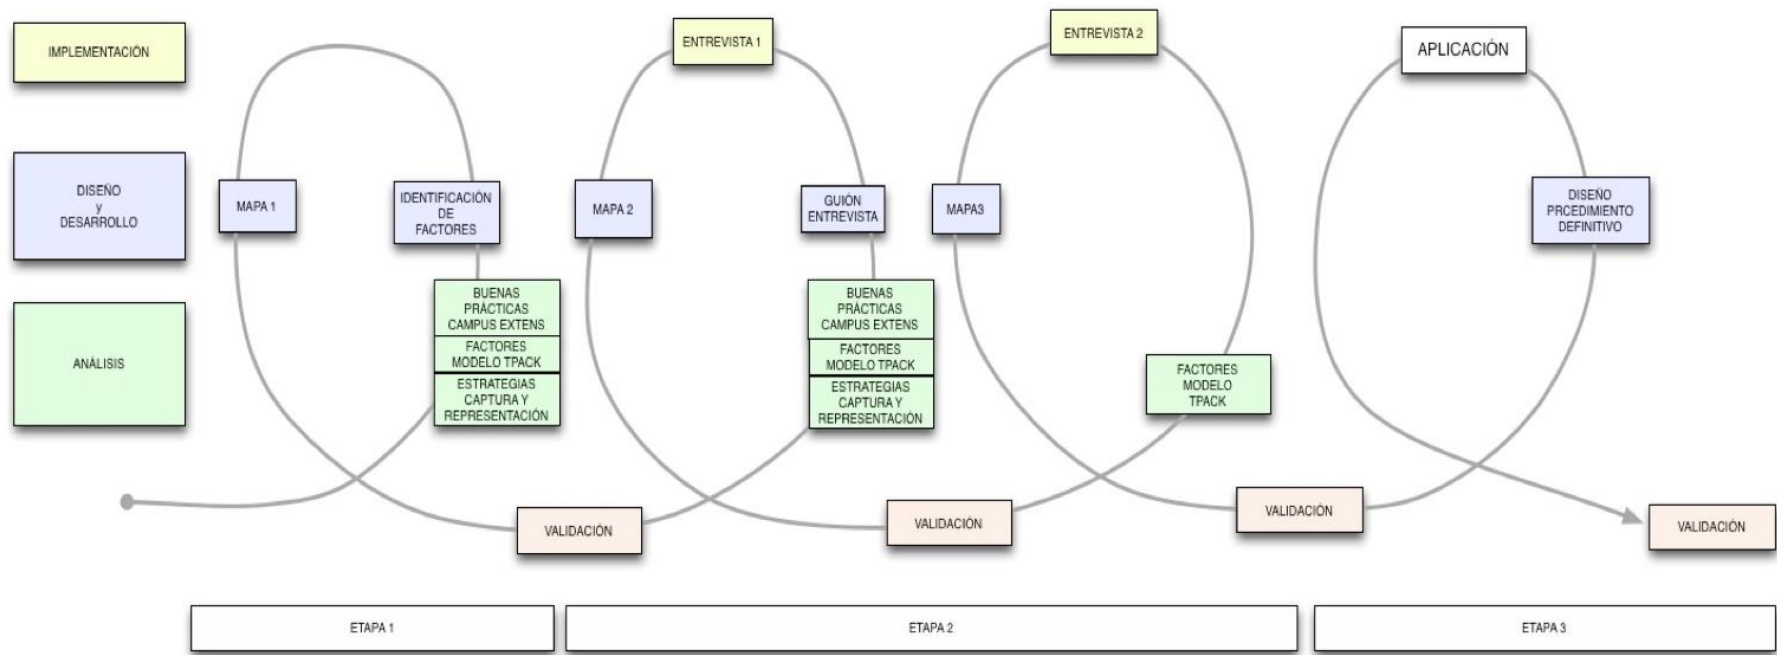 IMPLEMENTACIÓN
DISEÑO
y
DESARROLLO
ANÁLISIS
MAPA 1
IDENTIFICACIÓN
DE
FACTORES
BUENAS
PRÁCTICAS
CAMPUS EXTENS
FACTORES
MODELO TPACK
ESTRATEGIAS
CAPTURA Y
REPRESENTACIÓN
VALIDACIÓN
ENTREVISTA 1
MAPA 2
GUIÓN
ENTREVISTA
BUENAS
PRÁCTICAS
CAMPUS EXTENS
FACTORES
MODELO TPACK
ESTRATEGIAS
CAPTURA Y
REPRESENTACIÓN
VALIDACIÓN
ENTREVISTA 2
MAPA3
FACTORES
MODELO
TPACK
VALIDACIÓN
APLICACIÓN
DISEÑO
PRCEDIMIENTO
DEFINITIVO
VALIDACIÓN
ETAPA 1
ETAPA 2
ETAPA 3